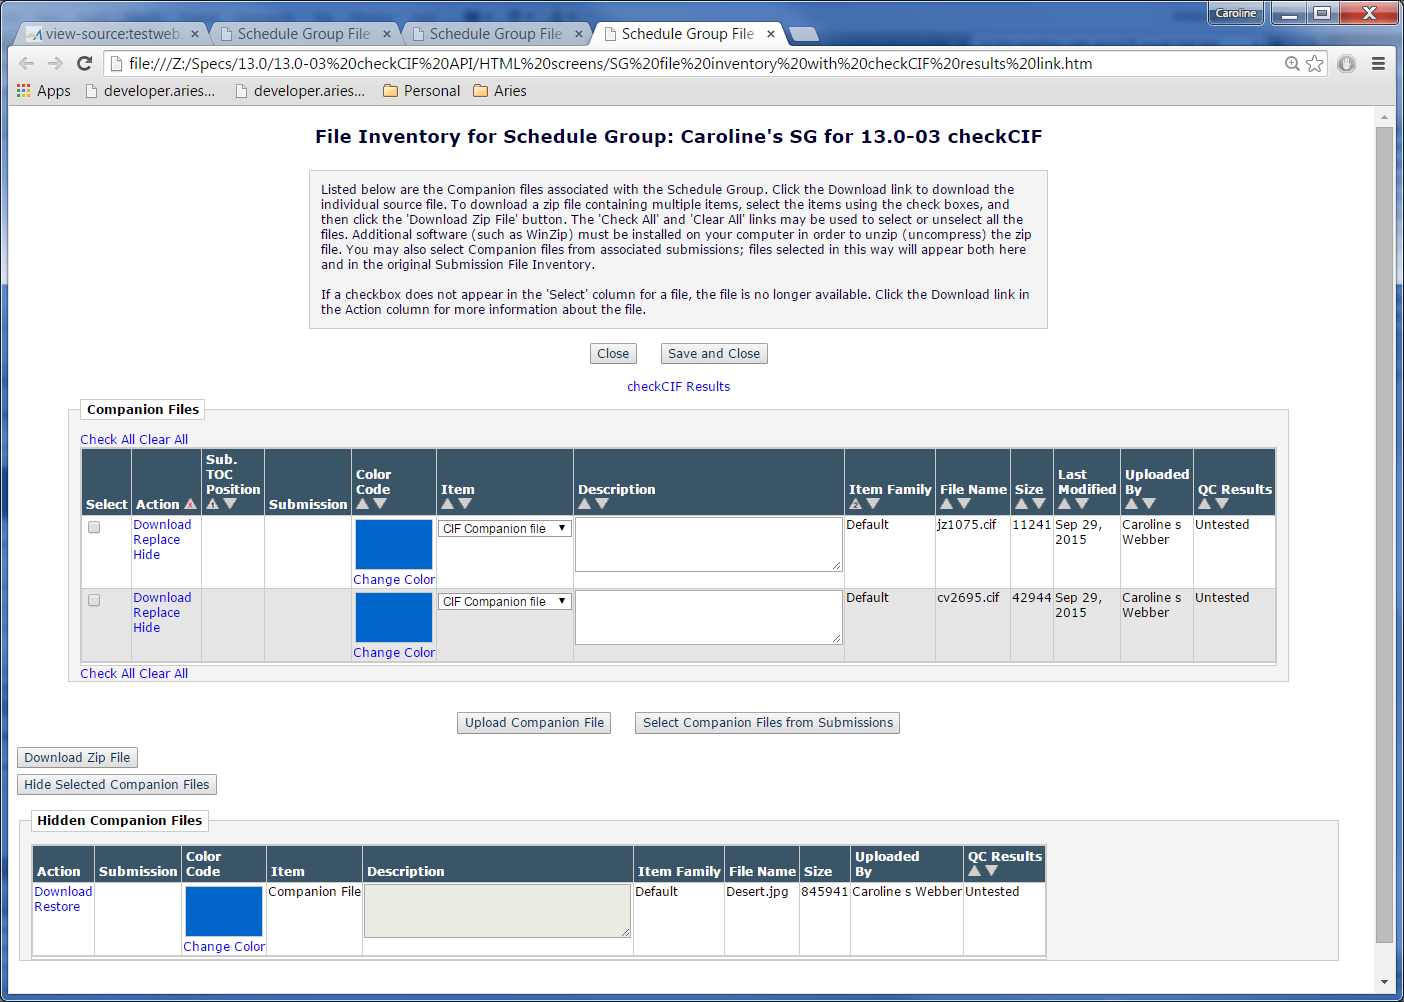 Caroline
view-source:testweb
Schedule Group File
Schedule Group File
Schedule Group File
file:///Z:/Specs/13.0/13.0-03%20checkCIF%20API/HTML%20screens/SG%20file%20inventory%20with%20checkCIF%20results%20link.htm
Apps developer.aries... developer.aries... Personal Aries
File Inventory for Schedule Group: Caroline's SG for 13.0-03 checkCIF
Listed below are the Companion files associated with the Schedule Group. Click the Download link to download the
individual source file. To download a zip file containing multiple items, select the items using the check boxes, and
then click the 'Download Zip File' button. The 'Check All' and 'Clear All' links may be used to select or unselect all the
files. Additional software (such as WinZip) must be installed on your computer in order to unzip (uncompress) the zip
file. You may also select Companion files from associated submissions; files selected in this way will appear both here
and in the original Submission File Inventory.
If a checkbox does not appear in the 'Select' column for a file, the file is no longer available. Click the Download link in
the Action column for more information about the file.
Close Save and Close
checkCIF Results
Companion Files
Check All Clear All
Select
Action
Sub.
TOC
Position
Submission
Color
Code
Item
Description
Item Family
File Name
Size
Last
Modified
Uploaded
By
QC Results
Download
Replace
Hide
Change Color
CIF Companion file
Default
jz1075.cif
11241
Sep 29,
2015
Caroline s
Webber
Untested
Download
Replace
Hide
Change Color
CIF Companion file
Default
cv2695.cif
42944
Sep 29,
2015
Caroline s
Webber
Untested
Check All Clear All
Upload Companion File Select Companion Files from Submissions
Download Zip File
Hide Selected Companion Files
Hidden Companion Files
Action
Submission
Color
Code
Item
Description
Item Family
File Name
Size
Uploaded
By
QC Results
Download
Restore
Change Color
Companion File
Default
Desert.jpg
845941
Caroline s Webber
Untested